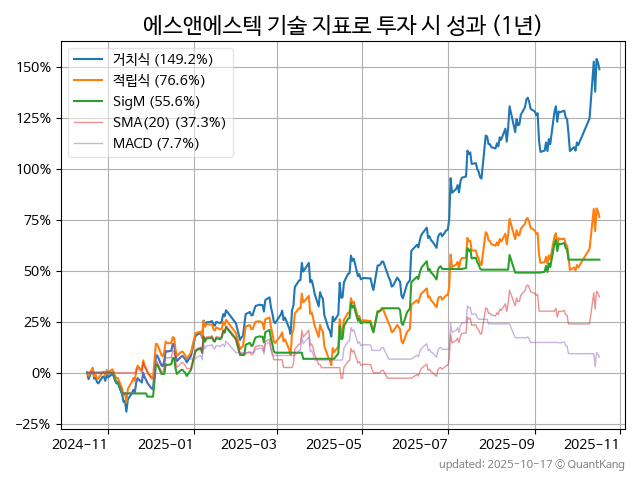 에스앤에스텍 기술 지표로 투자 시 성과 (1년)
거치식 (149.2%)
적립식 (76.6%)
SigM (55.6%)
SMA(20) (37.3%)
MACD (7.7%)
150%
125%
100%
75%
50%
25%
0%
−25%
2024-11
2025-01
2025-03
2025-05
2025-07
2025-09
2025-11
updated: 2025-10-17 © QuantKang